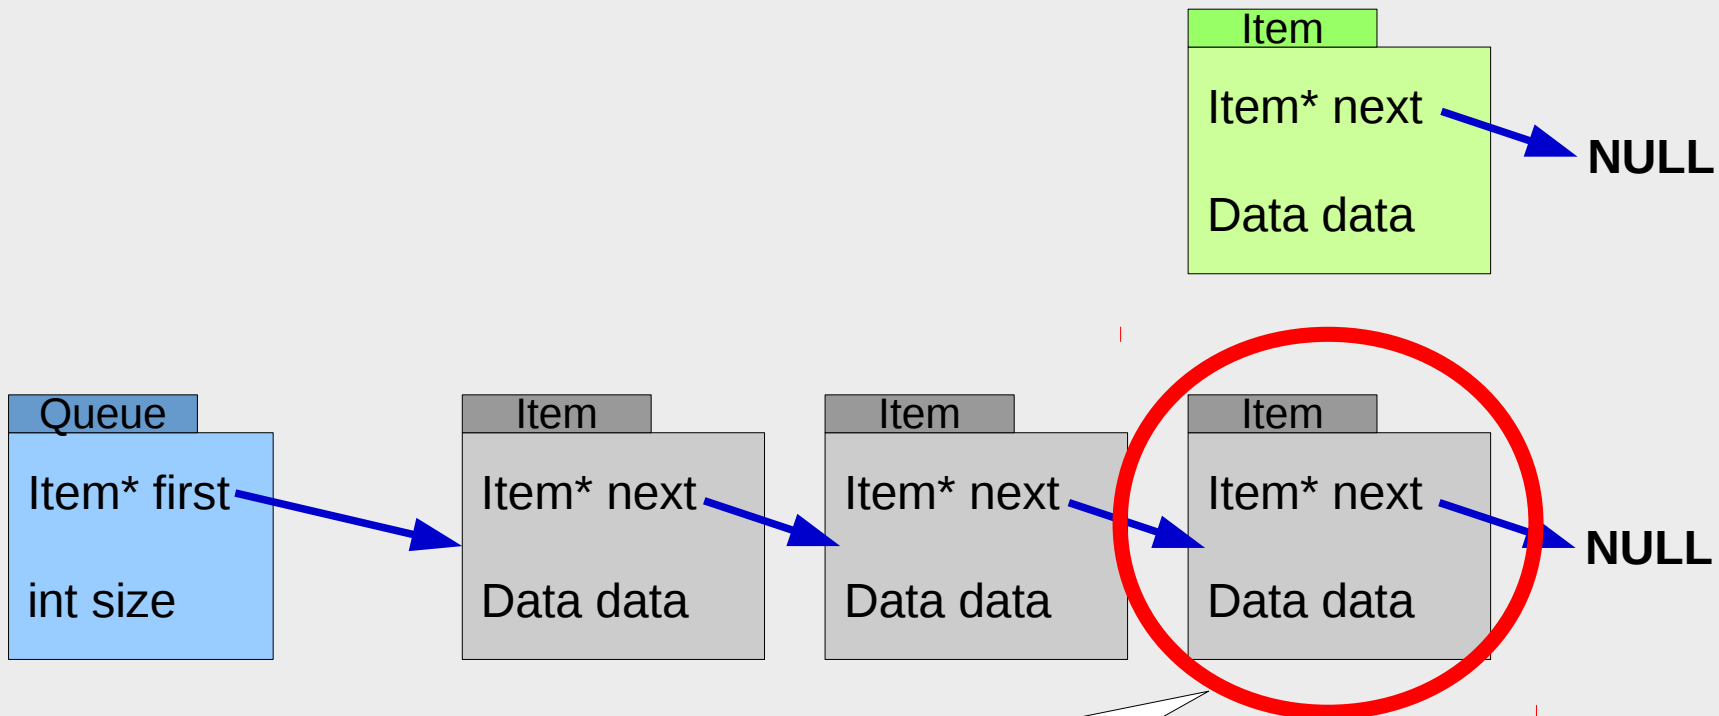 Item
Item* next
NULL
Data data
Queue
Item* first
int size
Item
Item* next
Data data
Item
Item* next
Data data
Item
Item* next
NULL
Data data